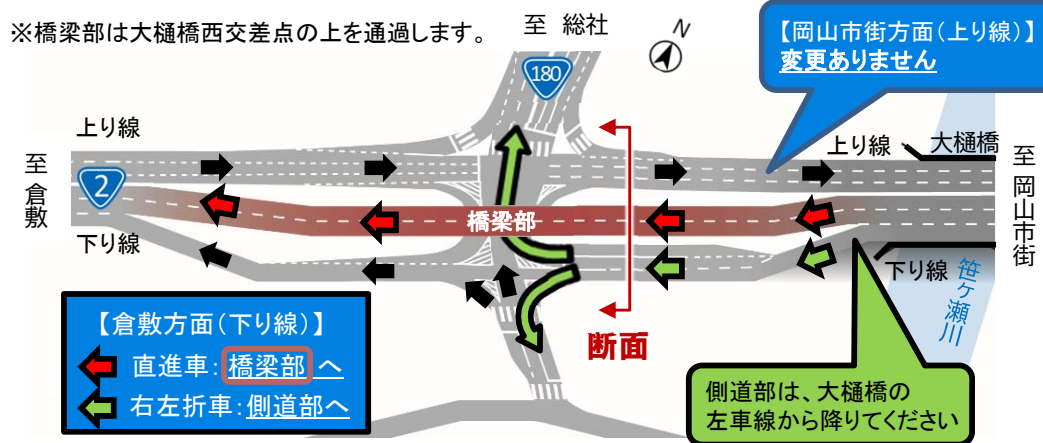 ※橋梁部は大樋橋西交差点の上を通過します。
至 総社
N
【岡山市街方面(上り線)】
変更ありません
180
上り線
上り線
大樋橋
至 倉敷
至 岡山市街
2
橋梁部
下り線
下り線
笹ヶ瀬川
断面
【倉敷方面(下り線)】
直進車:橋梁部へ
右左折車:側道部へ
側道部は、大樋橋の
左車線から降りてください